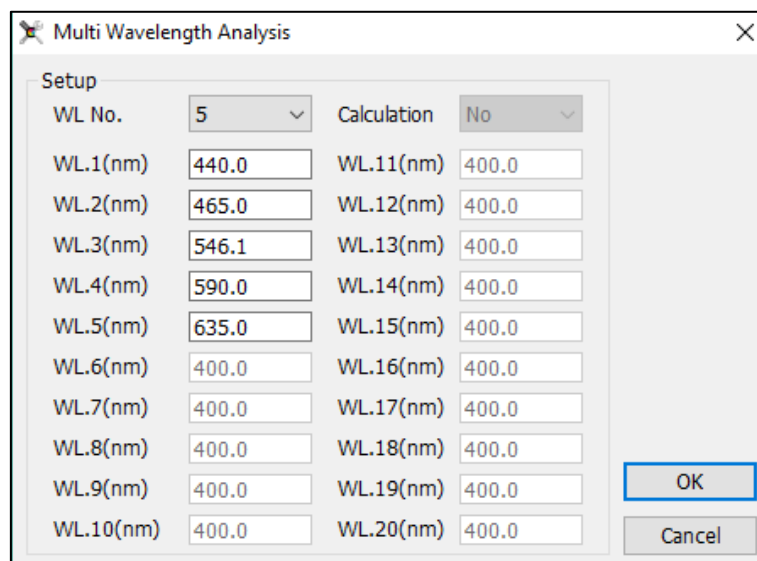 Multi Wavelength Analysis
Setup
WL No. 5 Calculation No
WL.1(nm) 440.0 WL.11(nm) 400.0
WL.2(nm) 465.0 WL.12(nm) 400.0
WL.3(nm) 546.1 WL.13(nm) 400.0
WL.4(nm) 590.0 WL.14(nm) 400.0
WL.5(nm) 635.0 WL.15(nm) 400.0
WL.6(nm) 400.0 WL.16(nm) 400.0
WL.7(nm) 400.0 WL.17(nm) 400.0
WL.8(nm) 400.0 WL.18(nm) 400.0
WL.9(nm) 400.0 WL.19(nm) 400.0
WL.10(nm) 400.0 WL.20(nm) 400.0
OK
Cancel